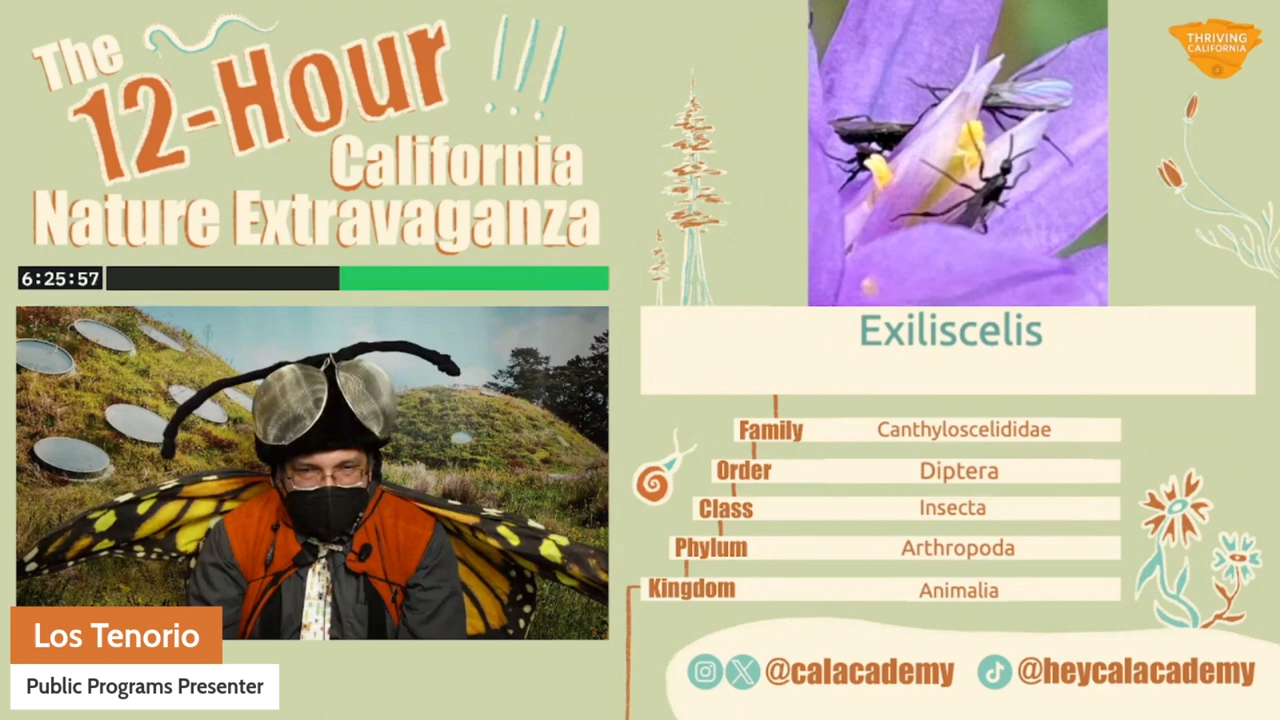 The
12-Hour !!!
California
Nature Extravaganza
THRIVING
CALIFORNIA
6:25:57
Exiliscelis
Family Canthyloscelididae
Order Diptera
Class Insecta
Phylum Arthropoda
Kingdom Animalia
Los Tenorio
Public Programs Presenter
@calacademy @heycalacademy